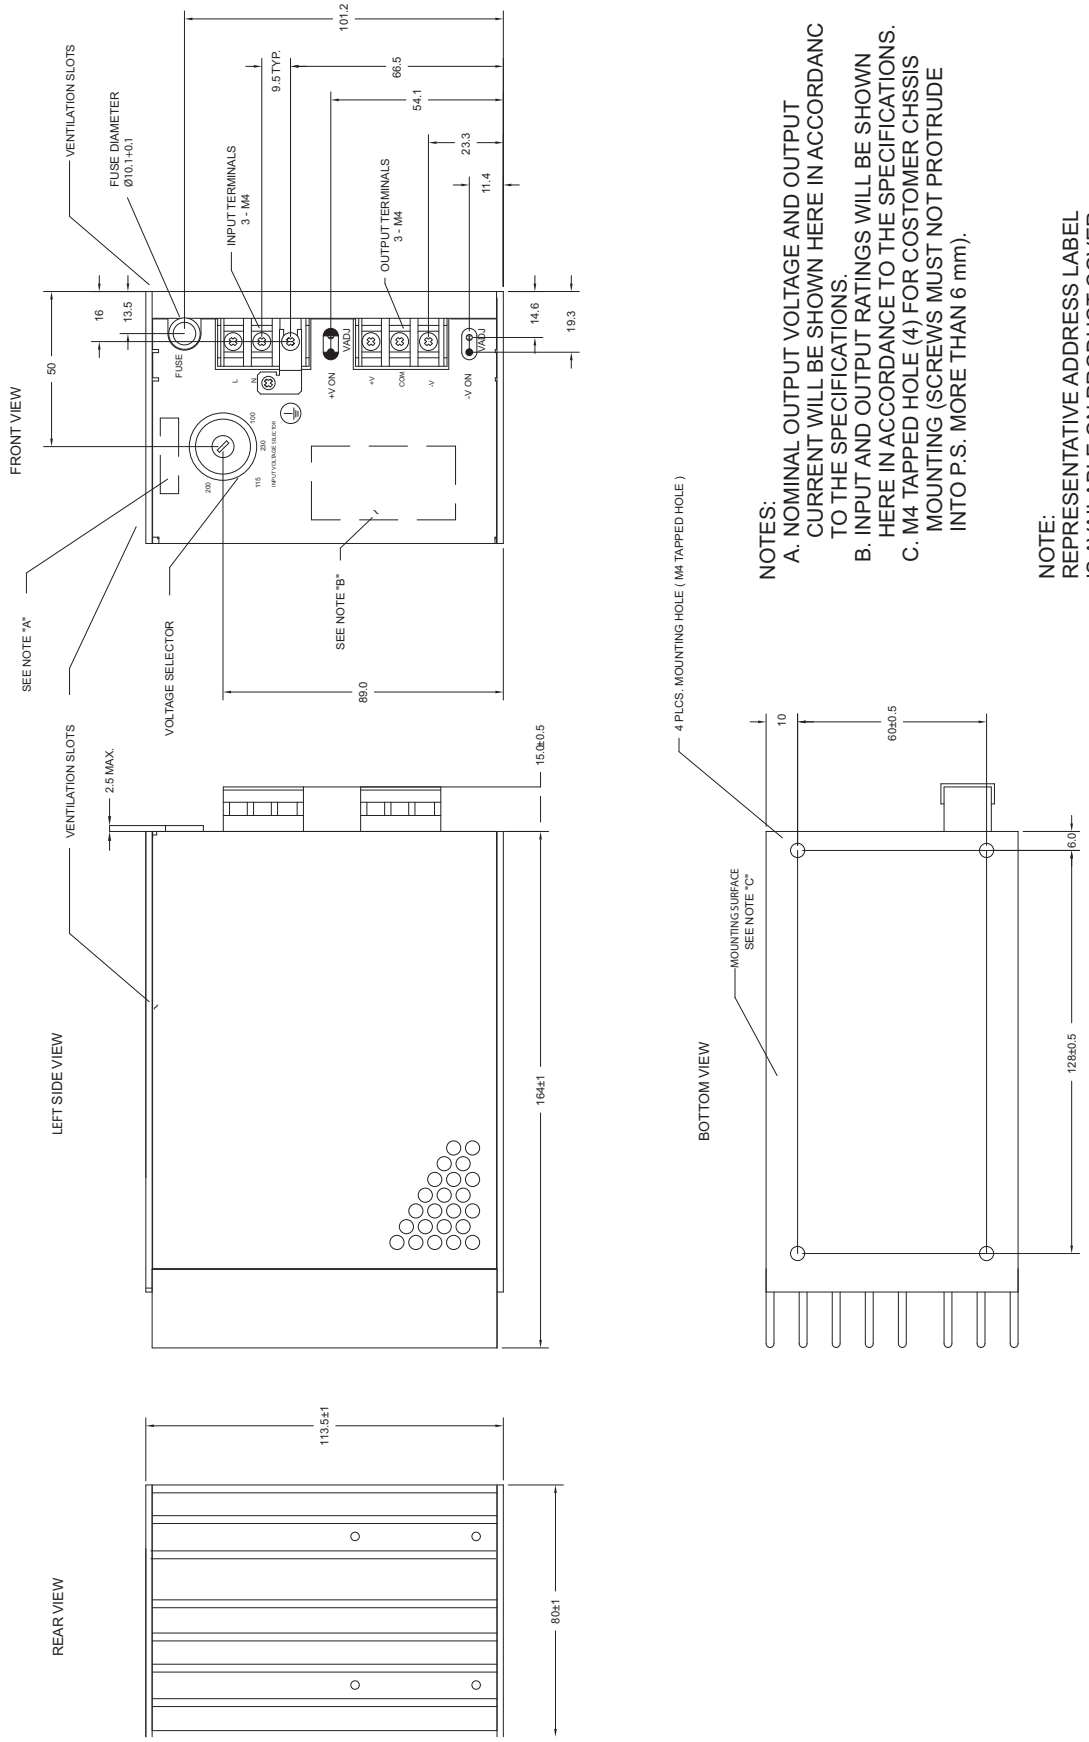 FRONT VIEW
SEE NOTE "A"
VENTILATION SLOTS
50
16
13.5
FUSE DIAMETER
Ø10.1+0.1
101.2
9.5 TYP.
66.5
54.1
23.3
11.4
INPUT TERMINALS
3 - M4
OUTPUT TERMINALS
3 - M4
14.6
19.3
FUSE
L
N
+V ON
VADJ
+V
COM
-V
-V ON
VADJ
200
230
100
115
INPUT VOLTAGE SELECTOR
VOLTAGE SELECTOR
SEE NOTE "B"
89.0
LEFT SIDE VIEW
VENTILATION SLOTS
2.5 MAX.
15.0±0.5
164±1
REAR VIEW
113.5±1
80±1
BOTTOM VIEW
MOUNTING SURFACE
SEE NOTE "C"
4 PLCS. MOUNTING HOLE ( M4 TAPPED HOLE )
10
60±0.5
6.0
128±0.5
NOTES:
A. NOMINAL OUTPUT VOLTAGE AND OUTPUT
CURRENT WILL BE SHOWN HERE IN ACCORDANC
TO THE SPECIFICATIONS.
B. INPUT AND OUTPUT RATINGS WILL BE SHOWN
HERE IN ACCORDANCE TO THE SPECIFICATIONS.
C. M4 TAPPED HOLE (4) FOR COSTOMER CHSSIS
MOUNTING (SCREWS MUST NOT PROTRUDE
INTO P.S. MORE THAN 6 mm).
NOTE:
REPRESENTATIVE ADDRESS LABEL
IS AVAILABLE ON PRODUCT COVER